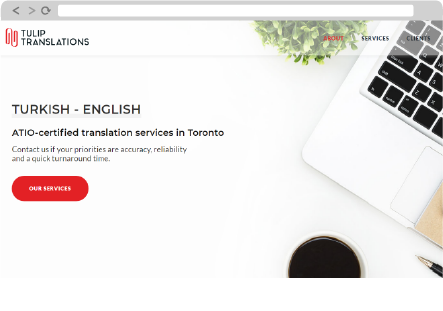 TULIP
TRANSLATIONS
ABOUT
SERVICES
CLIENTS
TURKISH - ENGLISH
ATIO-certified translation services in Toronto
Contact us if your priorities are accuracy, reliability
and a quick turnaround time.
OUR SERVICES